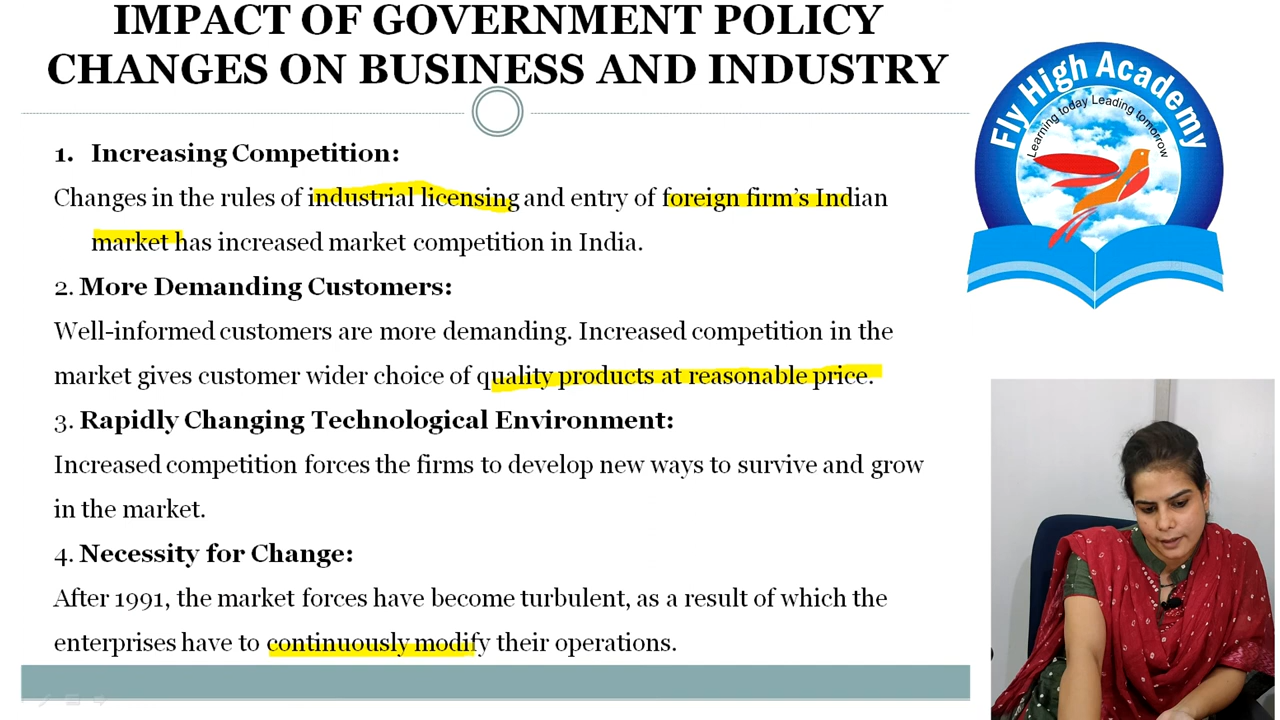 IMPACT OF GOVERNMENT POLICY
CHANGES ON BUSINESS AND INDUSTRY
1. Increasing Competition:
Changes in the rules of industrial licensing and entry of foreign firm's Indian
market has increased market competition in India.
2. More Demanding Customers:
Well-informed customers are more demanding. Increased competition in the
market gives customer wider choice of quality products at reasonable price.
3. Rapidly Changing Technological Environment:
Increased competition forces the firms to develop new ways to survive and grow
in the market.
4. Necessity for Change:
After 1991, the market forces have become turbulent, as a result of which the
enterprises have to continuously modify their operations.
Fly High Academy
Learning today Leading tomorrow